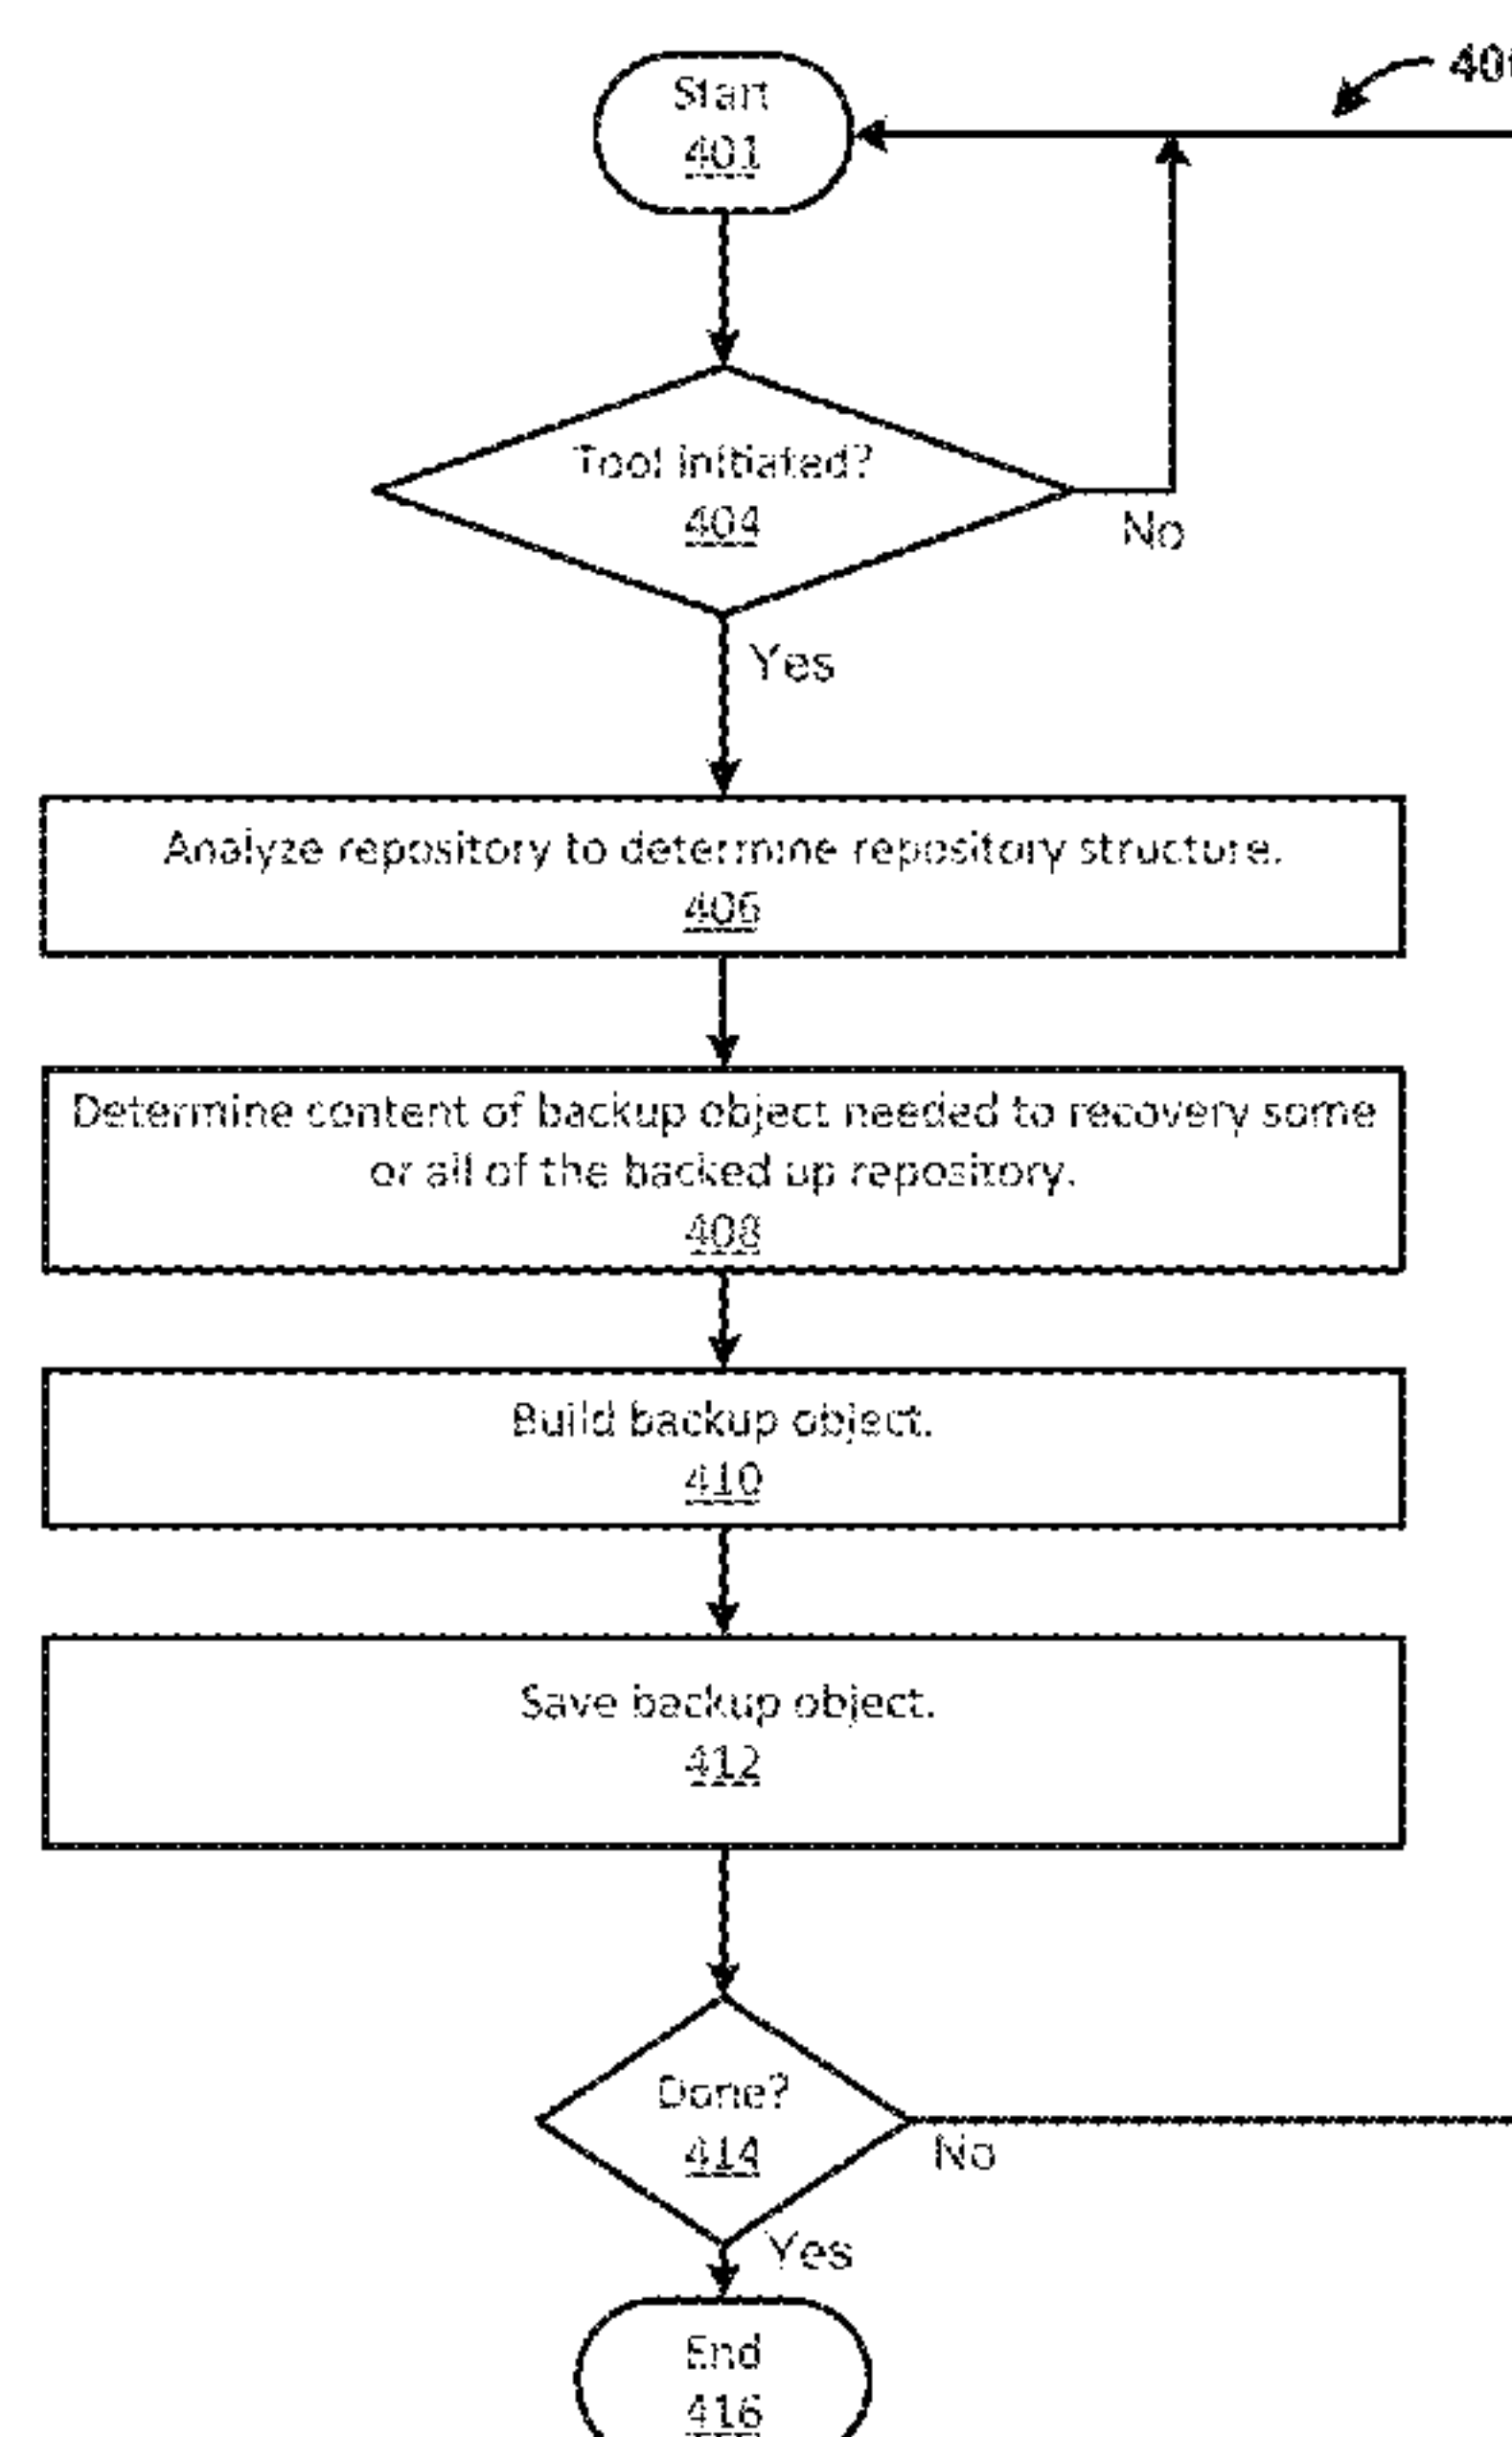 Start
401
Tool initiated?
404
No
Yes
Analyze repository to determine repository structure.
406
Determine content of backup object needed to recovery some
or all of the backed up repository.
408
Build backup object.
410
Save backup object.
412
Done?
414
No
Yes
End
416